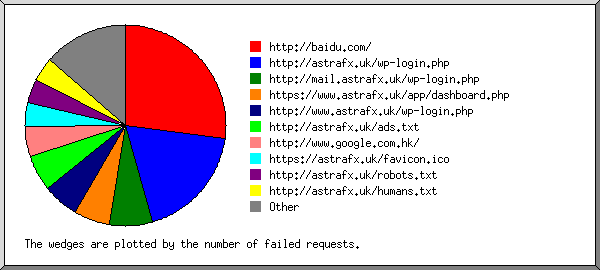 http://baidu.com/
http://astrafx.uk/wp-login.php
http://mail.astrafx.uk/wp-login.php
https://www.astrafx.uk/app/dashboard.php
http://www.astrafx.uk/wp-login.php
http://astrafx.uk/ads.txt
http://www.google.com.hk/
https://astrafx.uk/favicon.ico
http://astrafx.uk/robots.txt
http://astrafx.uk/humans.txt
Other
The wedges are plotted by the number of failed requests.